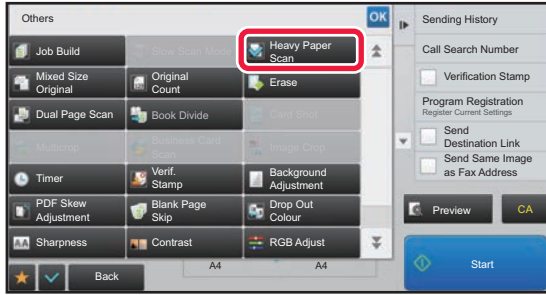 Others
OK
Job Build
Slow Scan Mode
Heavy Paper
Scan
Mixed Size
Original
Original
Count
Erase
Dual Page Scan
Book Divide
Card Shot
Multicrop
Business Card
Scan
Image Crop
Timer
Verif.
Stamp
Background
Adjustment
PDF Skew
Adjustment
Blank Page
Skip
Drop Out
Colour
Sharpness
Contrast
RGB Adjust
Back
A4
A4
Sending History
Call Search Number
Verification Stamp
Program Registration
Register Current Settings
Send
Destination Link
Send Same Image
as Fax Address
Preview
CA
Start